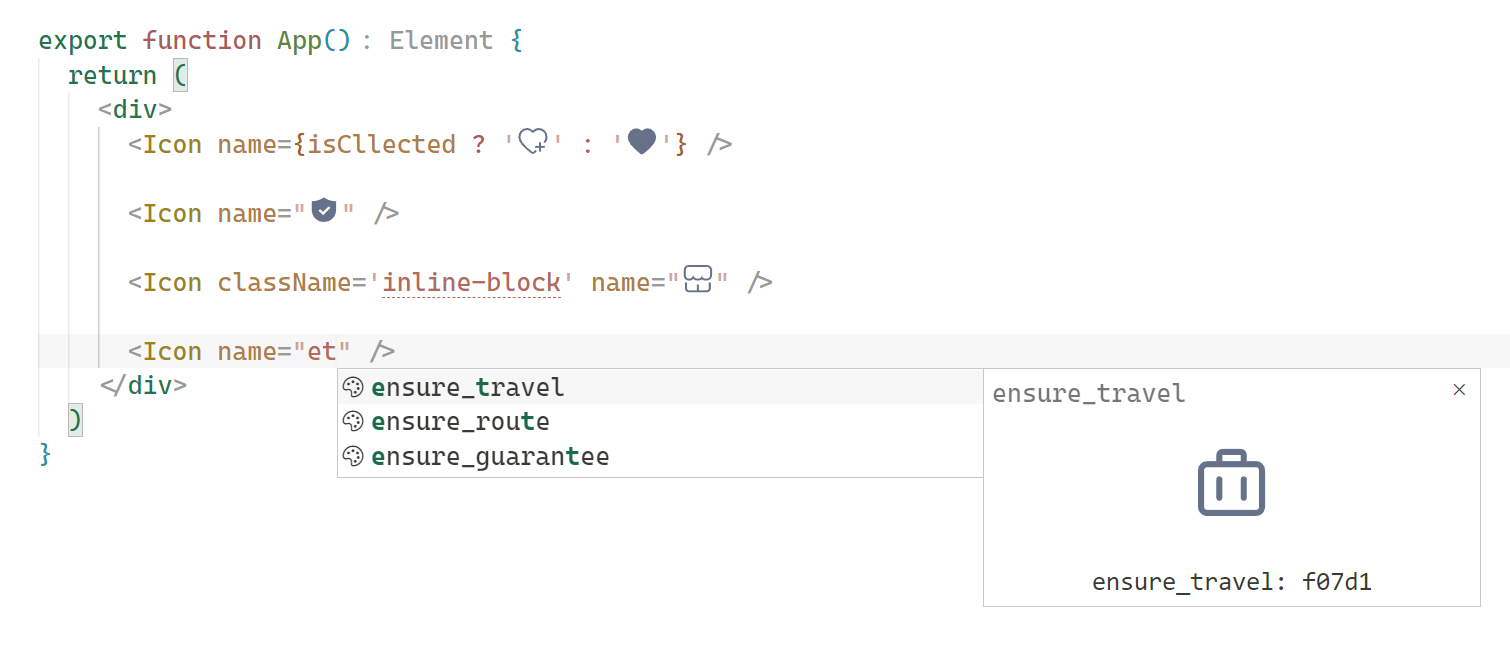 export function App(): Element {
return (
<div>
<Icon name={isCllected ? '' : ''} />
<Icon name="" />
<Icon className='inline-block' name="" />
<Icon name="et" />
</div>
ensure_travel
ensure_route
ensure_guarantee
ensure_travel
ensure_travel: f07d1
)
}